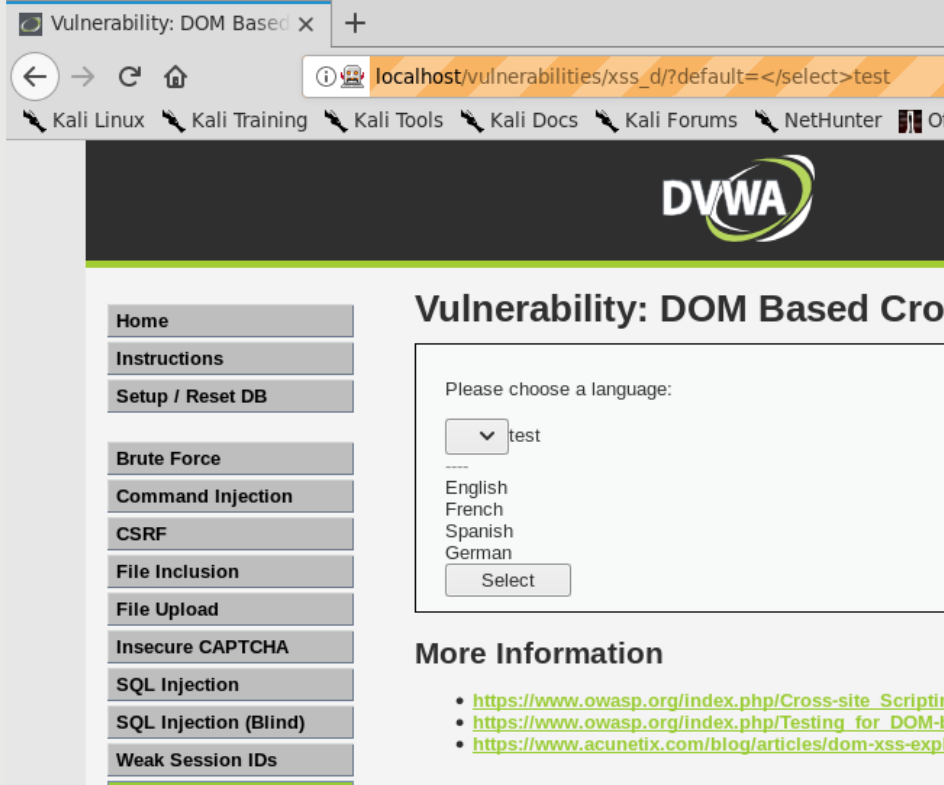 Vulnerability: DOM Based
localhost/vulnerabilities/xss_d/?default=</select>test
Kali Linux Kali Training Kali Tools Kali Docs Kali Forums NetHunter
DVWA
Vulnerability: DOM Based Cro
Home
Instructions
Setup / Reset DB
Brute Force
Command Injection
CSRF
File Inclusion
File Upload
Insecure CAPTCHA
SQL Injection
SQL Injection (Blind)
Weak Session IDs
Please choose a language:
test
----
English
French
Spanish
German
Select
More Information
https://www.owasp.org/index.php/Cross-site_Scriptin
https://www.owasp.org/index.php/Testing_for_DOM-
https://www.acunetix.com/blog/articles/dom-xss-expl